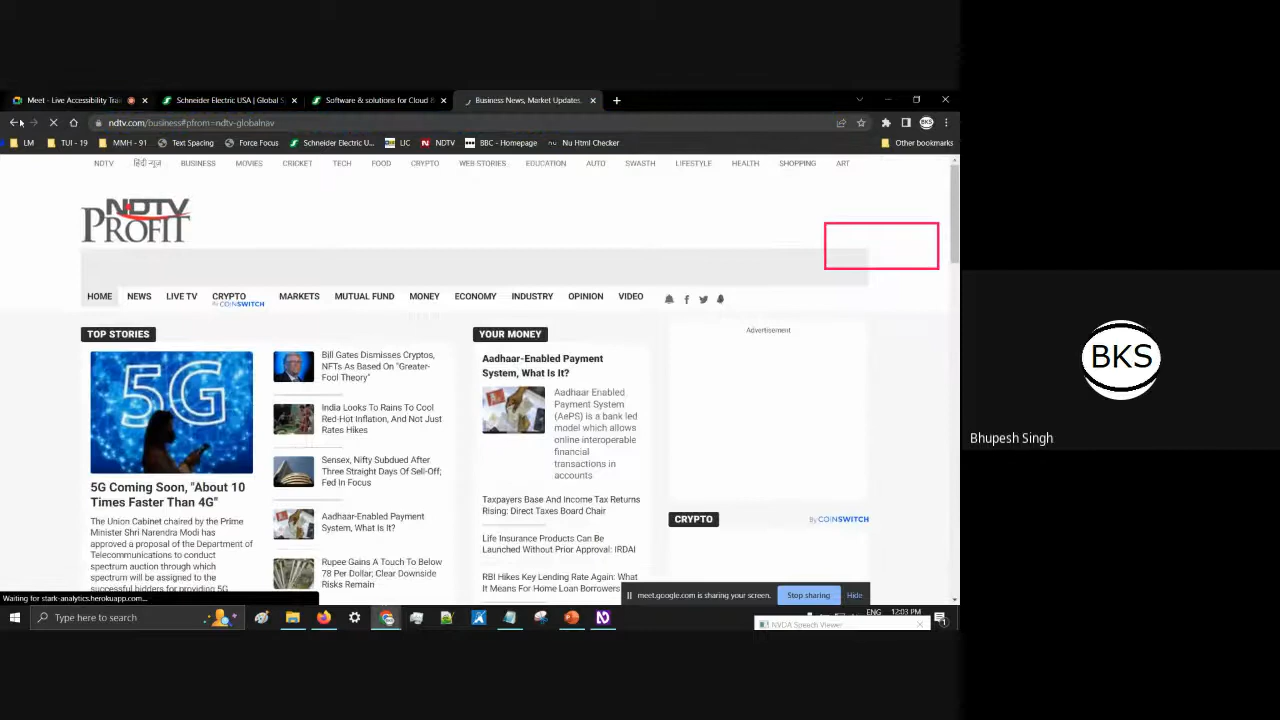 Meet - Live Accessibility Trai
Schneider Electric USA | Global S
Software & solutions for Cloud B
Business News, Market Updates,
ndtv.com/business#pfrom=ndtv-globalnav
LM
TUI - 19
MMH - 91
Text Spacing
Force Focus
Schneider Electric U...
LIC
NDTV
BBC - Homepage
Nu Html Checker
Other bookmarks
NDTV
हिंदी न्यूज़
BUSINESS
MOVIES
CRICKET
TECH
FOOD
CRYPTO
WEB STORIES
EDUCATION
AUTO
SWASTH
LIFESTYLE
HEALTH
SHOPPING
ART
NDTV
PROFIT
HOME
NEWS
LIVE TV
CRYPTO
By COINSWITCH
MARKETS
MUTUAL FUND
MONEY
ECONOMY
INDUSTRY
OPINION
VIDEO
TOP STORIES
5G
5G Coming Soon, "About 10
Times Faster Than 4G"
The Union Cabinet chaired by the Prime
Minister Shri Narendra Modi has
approved a proposal of the Department of
Telecommunications to conduct
spectrum auction through which
spectrum will be assigned to the
successful bidders for providing 5G
Bill Gates Dismisses Cryptos,
NFTs As Based On "Greater-
Fool Theory"
India Looks To Rains To Cool
Red-Hot Inflation, And Not Just
Rates Hikes
Sensex, Nifty Subdued After
Three Straight Days Of Sell-Off;
Fed In Focus
Aadhaar-Enabled Payment
System, What Is It?
Rupee Gains A Touch To Below
78 Per Dollar; Clear Downside
Risks Remain
YOUR MONEY
Aadhaar-Enabled Payment
System, What Is It?
Aadhaar Enabled
Payment System
(AePS) is a bank led
model which allows
online interoperable
financial
transactions in
accounts
Taxpayers Base And Income Tax Returns
Rising: Direct Taxes Board Chair
Life Insurance Products Can Be
Launched Without Prior Approval: IRDAI
RBI Hikes Key Lending Rate Again: What
It Means For Home Loan Borrowers
Advertisement
CRYPTO
By COINSWITCH
meet.google.com is sharing your screen.
Stop sharing
Hide
Waiting for stark-analytics.herokuapp.com...
Type here to search
ENG
12:03 PM
NVDA Speech Viewer
BKS
Bhupesh Singh